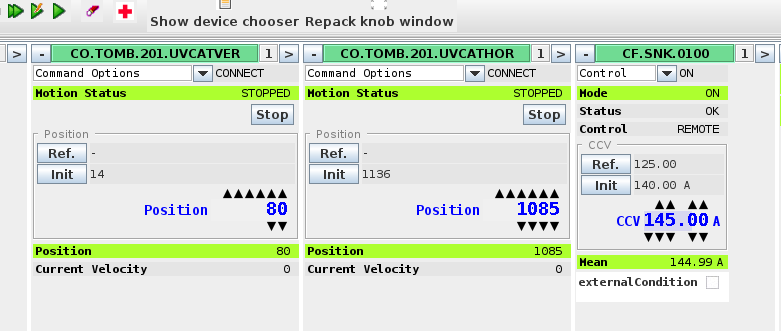 Show device chooser Repack knob window
> - CO.TOMB.201.UVCATVER 1 > - CO.TOMB.201.UVCATHOR 1 > - CF.SNK.0100 1 >
Command Options CONNECT Command Options CONNECT Control ON
Motion Status STOPPED Motion Status STOPPED Mode ON
Stop Stop Status OK
Control REMOTE
Position Position CCV
Ref. - Ref. - Ref. 125.00
Init 14 Init 1136 Init 140.00 A
Position 80 Position 1085 CCV 145.00 A
Position 80 Position 1085 Mean 144.99 A
Current Velocity 0 Current Velocity 0 externalCondition